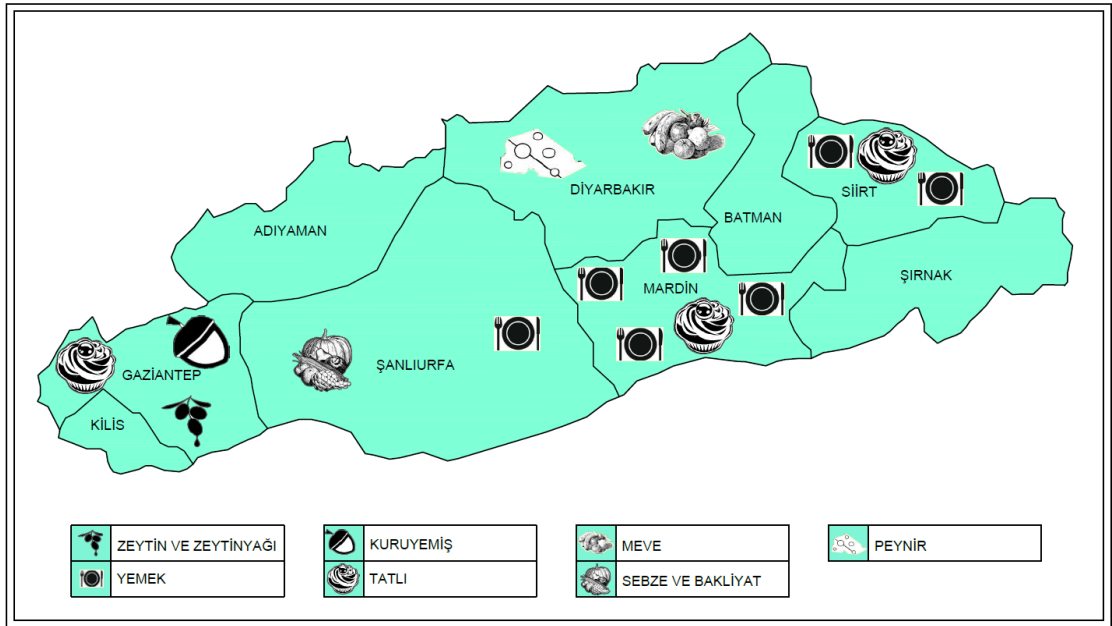 DİYARBAKIR
SİİRT
BATMAN
ADIYAMAN
ŞIRNAK
MARDİN
ŞANLIURFA
GAZİANTEP
KİLİS
ZEYTİN VE ZEYTİNYAĞI
KURUYEMİŞ
MEVE
PEYNİR
YEMEK
TATLI
SEBZE VE BAKLİYAT